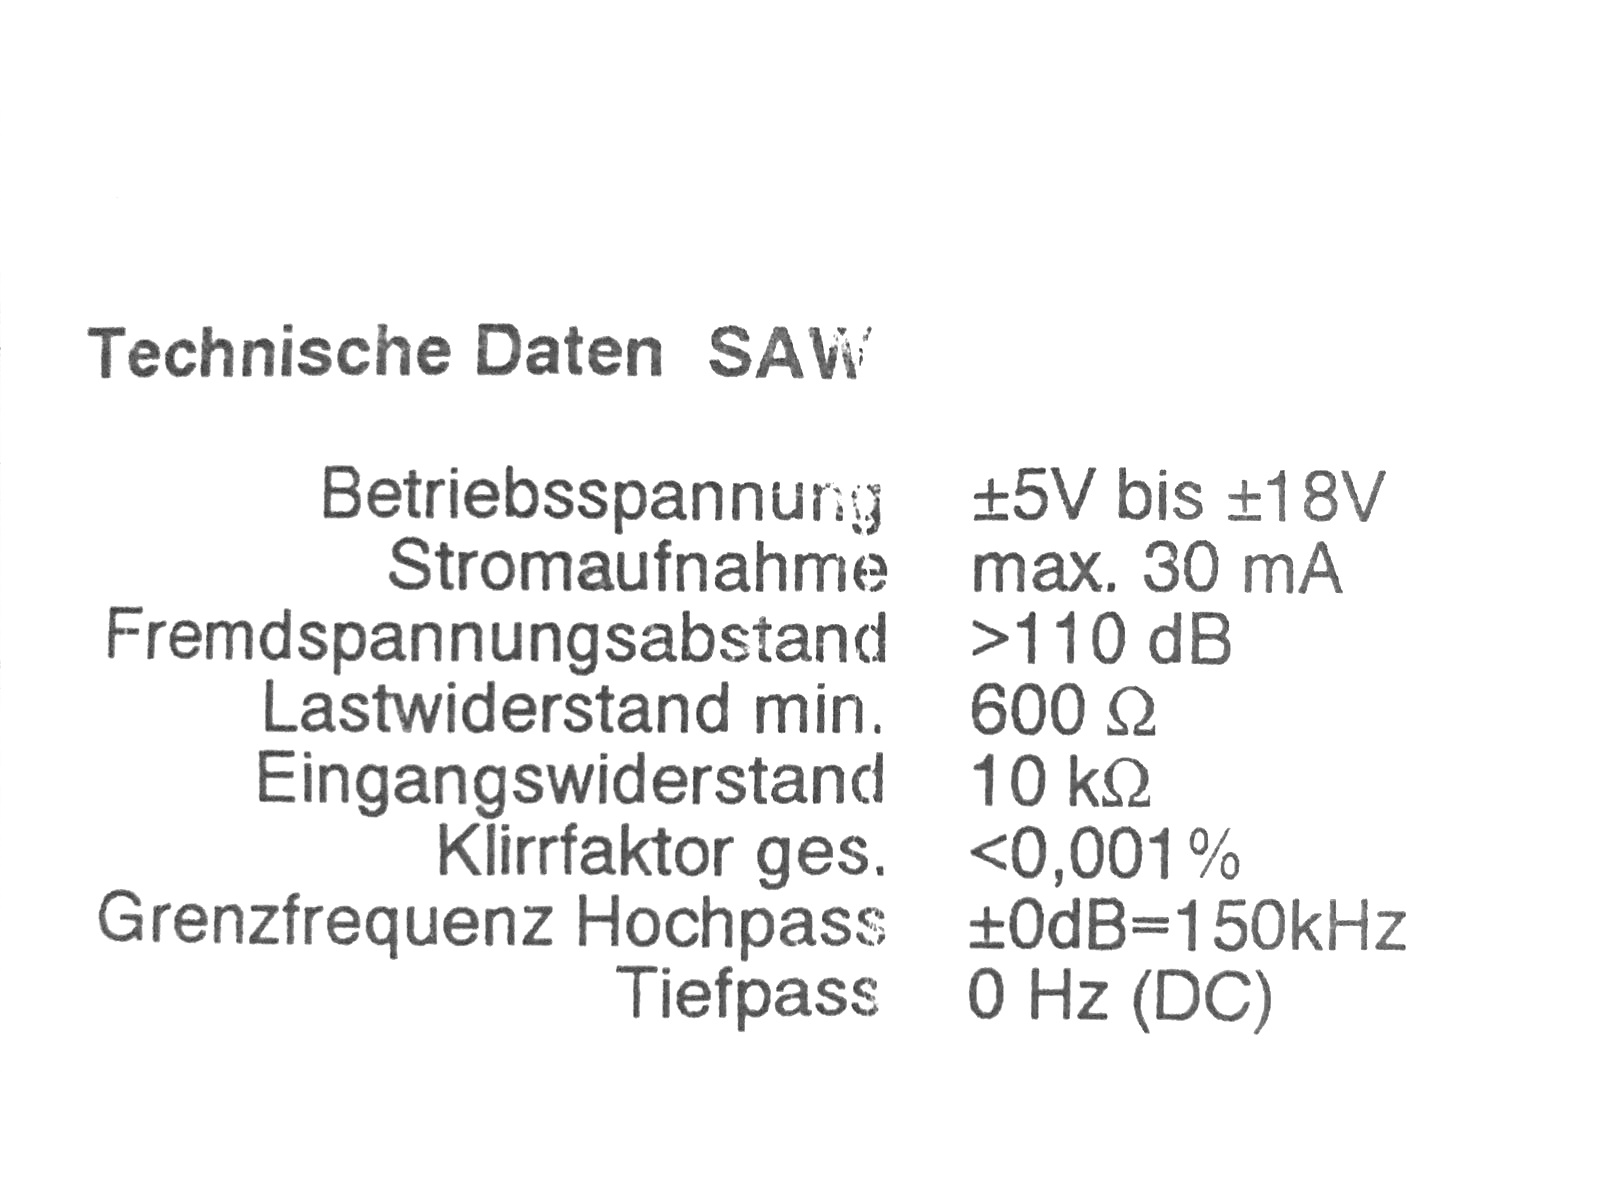 Technische Daten SAW
Betriebsspannung ±5V bis ±18V
Stromaufnahme max. 30 mA
Fremdspannungsabstand >110 dB
Lastwiderstand min. 600 Ω
Eingangswiderstand 10 kΩ
Klirrfaktor ges. <0,001%
Grenzfrequenz Hochpass ±0dB=150kHz
Tiefpass 0 Hz (DC)